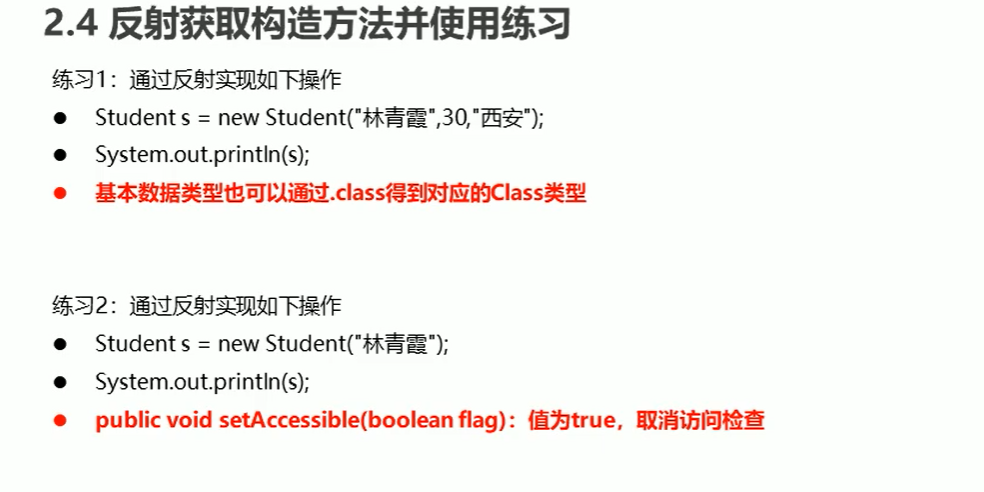 2.4 反射获取构造方法并使用练习
练习1：通过反射实现如下操作
● Student s = new Student("林青霞",30,"西安");
● System.out.println(s);
● 基本数据类型也可以通过.class得到对应的Class类型
练习2：通过反射实现如下操作
● Student s = new Student("林青霞");
● System.out.println(s);
● public void setAccessible(boolean flag)：值为true，取消访问检查